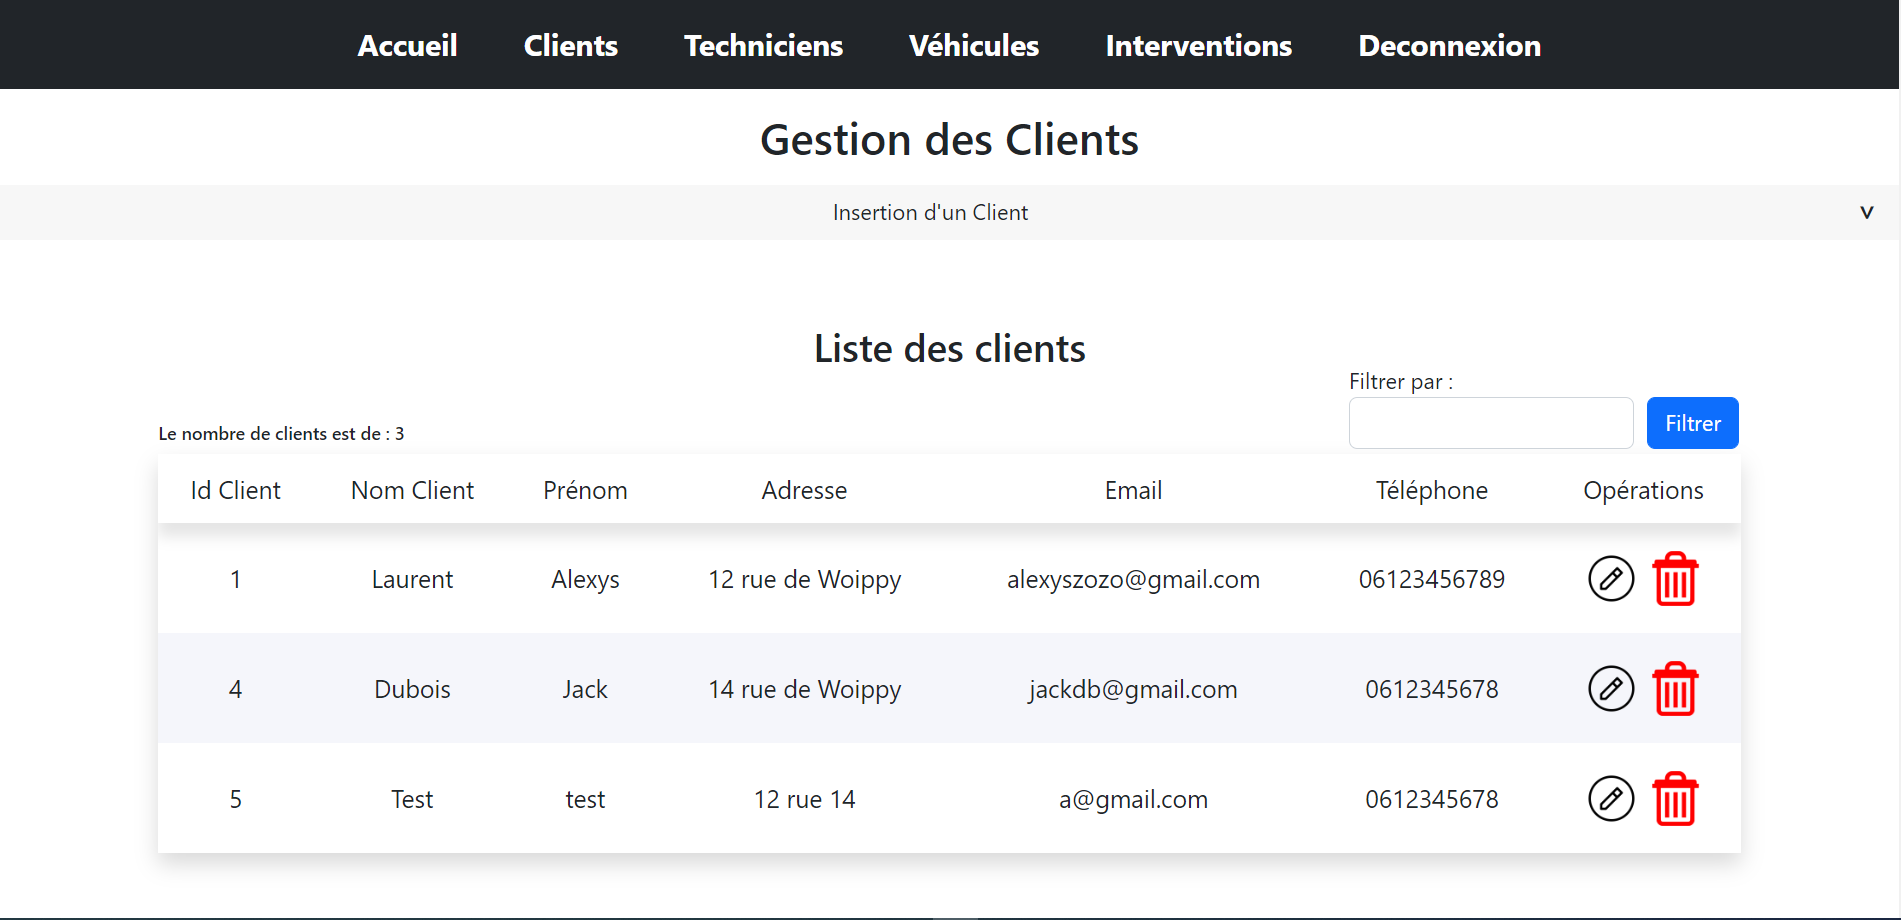 Accueil Clients Techniciens Véhicules Interventions Deconnexion
Gestion des Clients
Insertion d'un Client v
Liste des clients
Filtrer par :
Le nombre de clients est de : 3 Filtrer
Id Client Nom Client Prénom Adresse Email Téléphone Opérations
1 Laurent Alexys 12 rue de Woippy alexyszozo@gmail.com 06123456789
4 Dubois Jack 14 rue de Woippy jackdb@gmail.com 0612345678
5 Test test 12 rue 14 a@gmail.com 0612345678